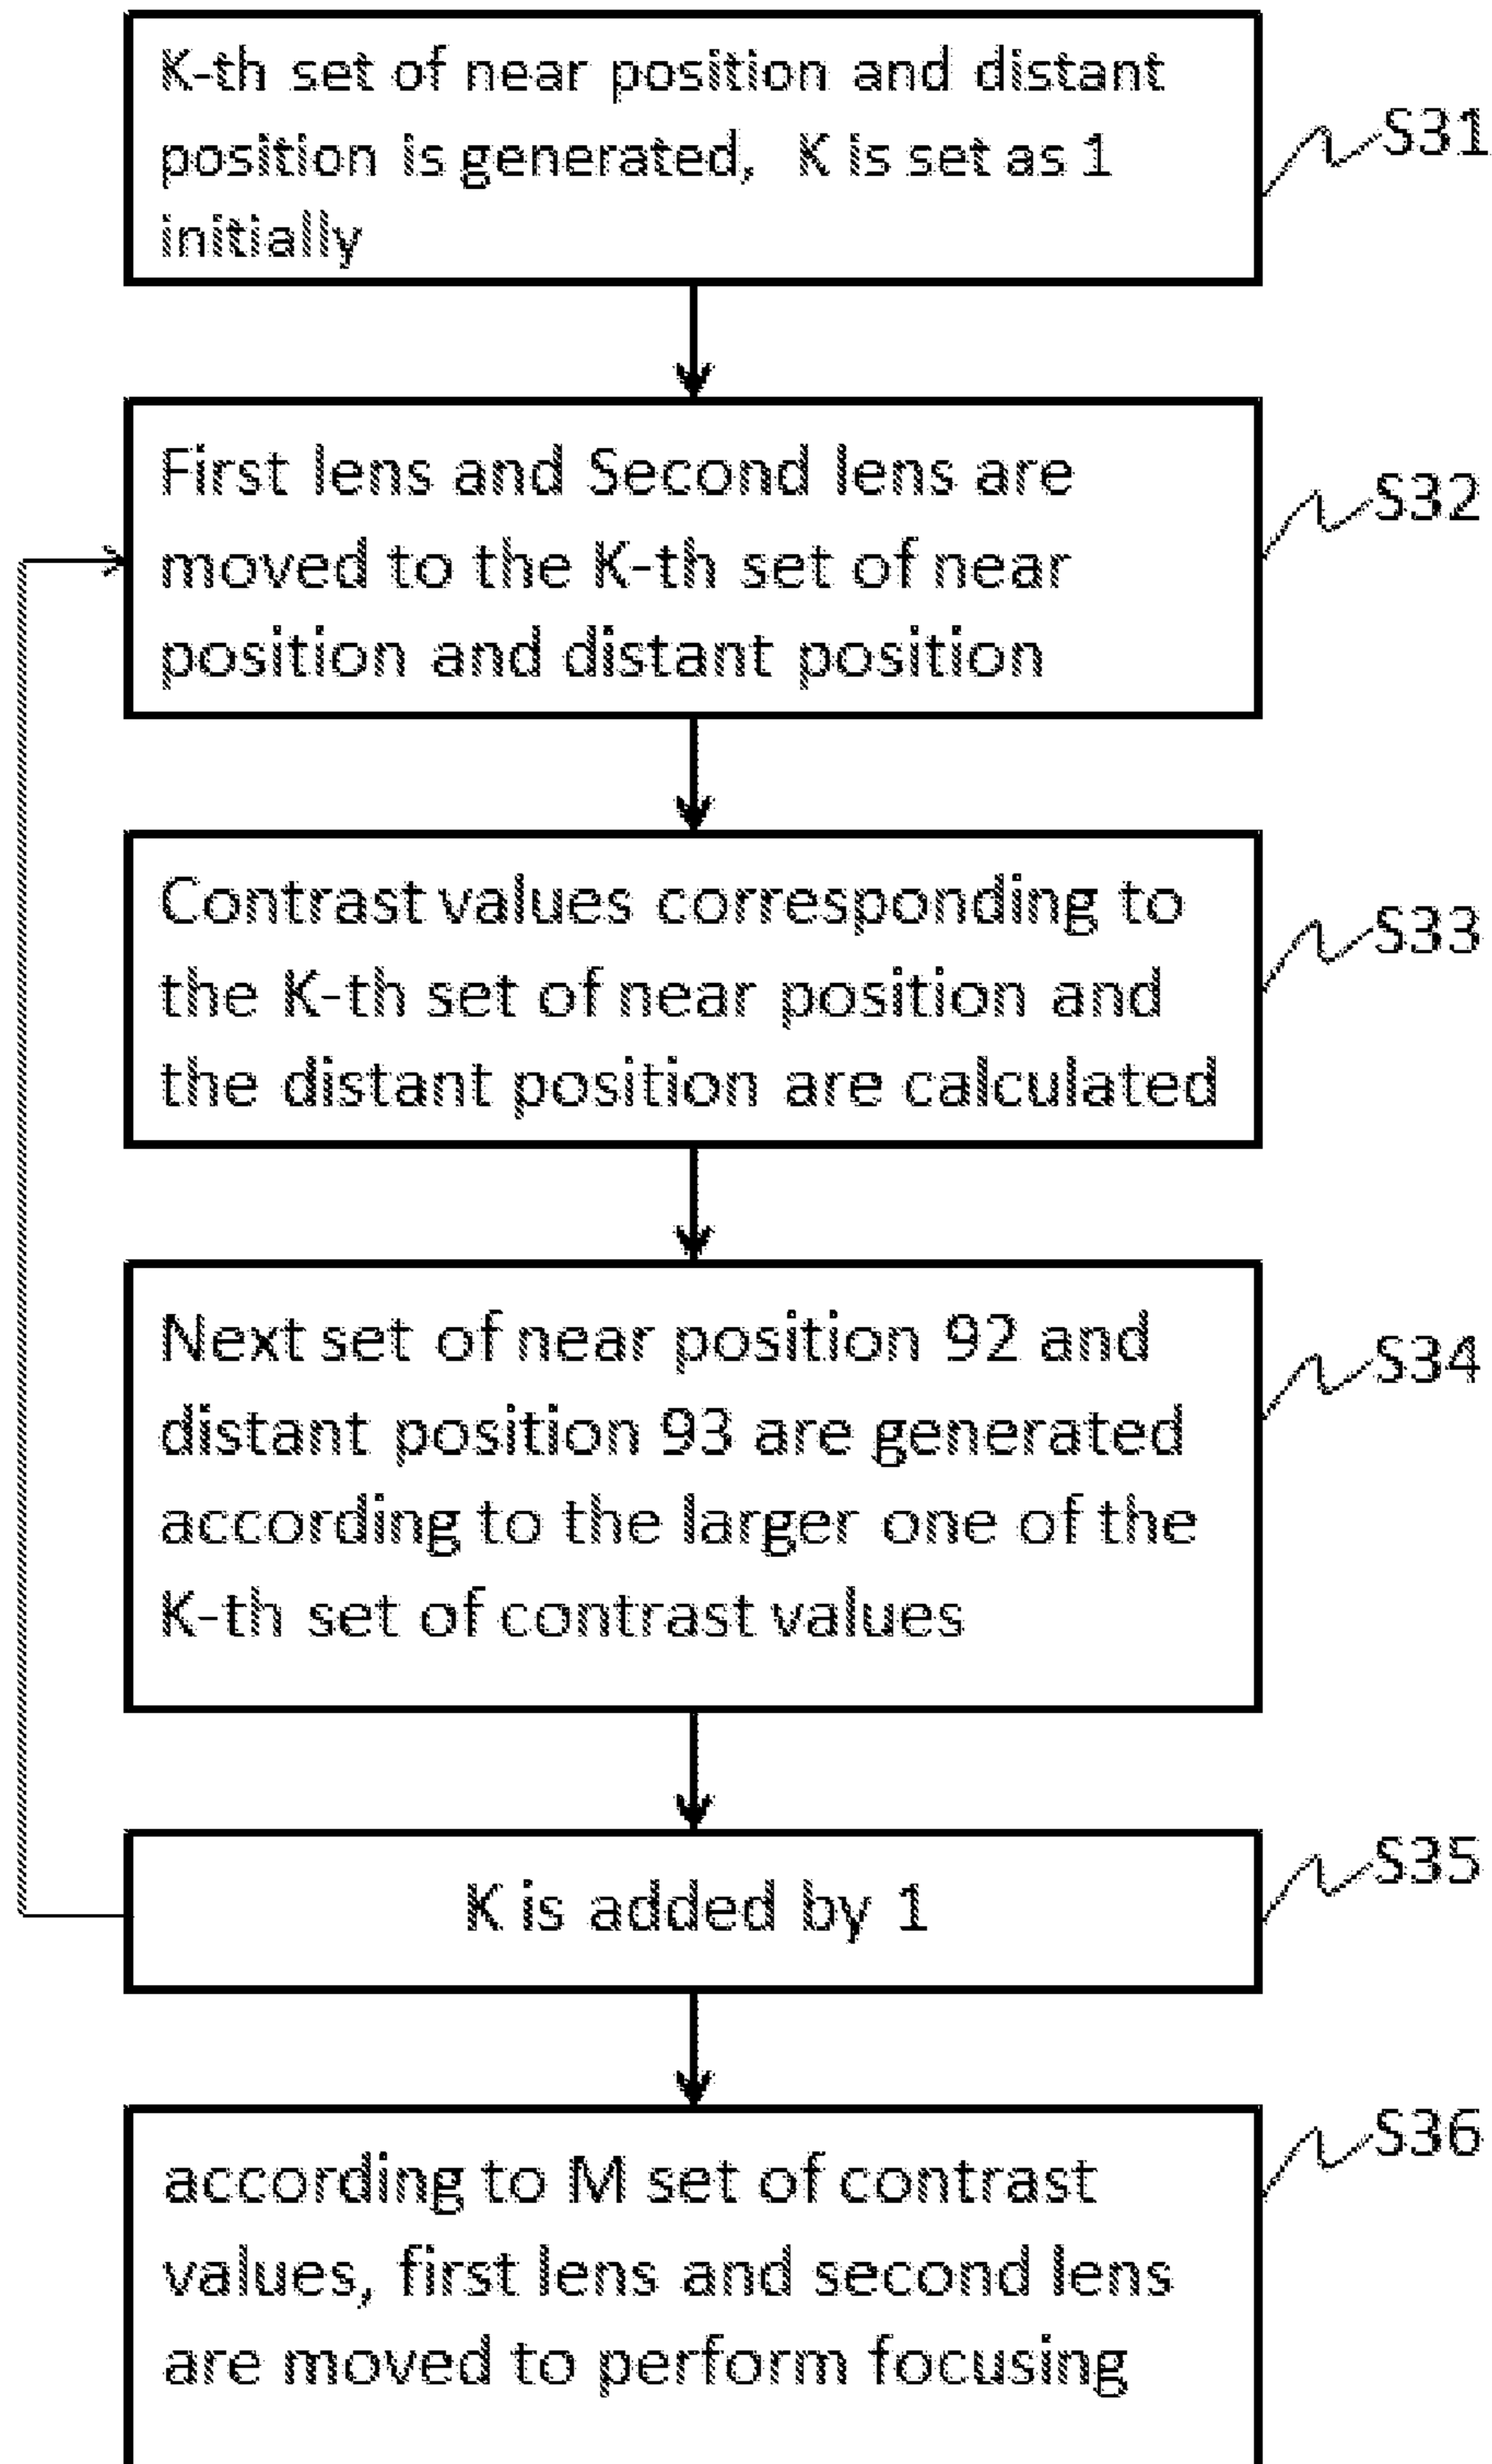 K-th set of near position and distant
position is generated, K is set as 1
initially
S31
First lens and Second lens are
moved to the K-th set of near
position and distant position
S32
Contrast values corresponding to
the K-th set of near position and
the distant position are calculated
S33
Next set of near position 92 and
distant position 93 are generated
according to the larger one of the
K-th set of contrast values
S34
K is added by 1
S35
according to M set of contrast
values, first lens and second lens
are moved to perform focusing
S36